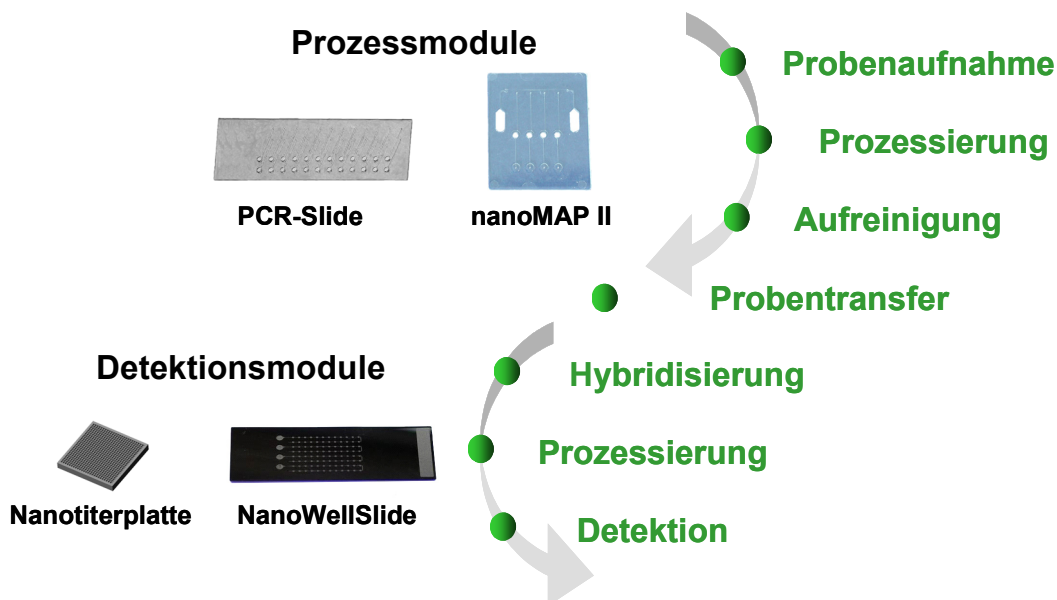 Prozessmodule
Probenaufnahme
Prozessierung
PCR-Slide
nanoMAP II
Aufreinigung
Probentransfer
Detektionsmodule
Hybridisierung
Prozessierung
Nanotiterplatte
NanoWellSlide
Detektion